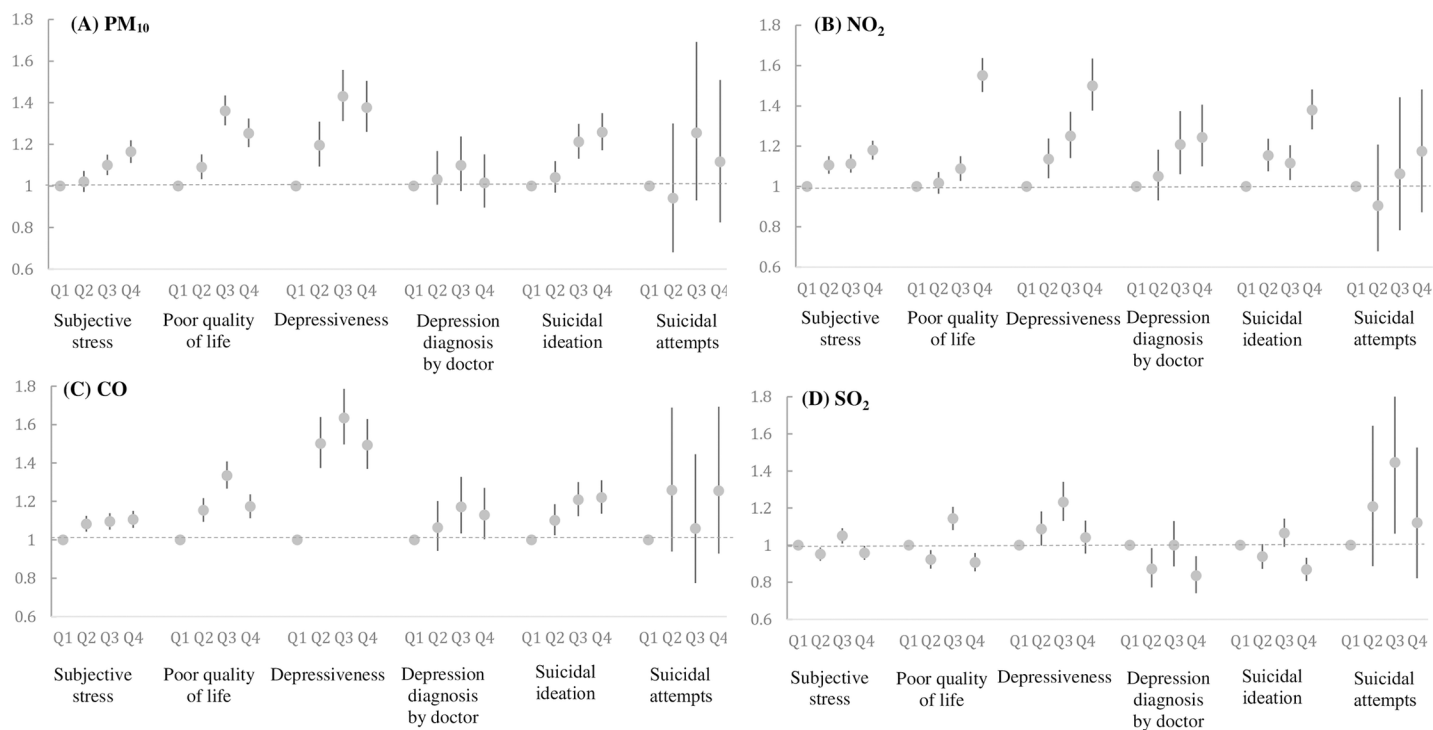 (A) PM₁₀
1.8
1.6
1.4
1.2
1
0.8
0.6
Q1 Q2 Q3 Q4 Q1 Q2 Q3 Q4 Q1 Q2 Q3 Q4 Q1 Q2 Q3 Q4 Q1 Q2 Q3 Q4 Q1 Q2 Q3 Q4
Subjective
stress
Poor quality
of life
Depressiveness
Depression
diagnosis
by doctor
Suicidal
ideation
Suicidal
attempts
(B) NO₂
1.8
1.6
1.4
1.2
1
0.8
0.6
Q1 Q2 Q3 Q4 Q1 Q2 Q3 Q4 Q1 Q2 Q3 Q4 Q1 Q2 Q3 Q4 Q1 Q2 Q3 Q4 Q1 Q2 Q3 Q4
Subjective
stress
Poor quality
of life
Depressiveness
Depression
diagnosis
by doctor
Suicidal
ideation
Suicidal
attempts
(C) CO
1.8
1.6
1.4
1.2
1
0.8
0.6
Q1 Q2 Q3 Q4 Q1 Q2 Q3 Q4 Q1 Q2 Q3 Q4 Q1 Q2 Q3 Q4 Q1 Q2 Q3 Q4 Q1 Q2 Q3 Q4
Subjective
stress
Poor quality
of life
Depressiveness
Depression
diagnosis
by doctor
Suicidal
ideation
Suicidal
attempts
(D) SO₂
1.8
1.6
1.4
1.2
1
0.8
0.6
Q1 Q2 Q3 Q4 Q1 Q2 Q3 Q4 Q1 Q2 Q3 Q4 Q1 Q2 Q3 Q4 Q1 Q2 Q3 Q4 Q1 Q2 Q3 Q4
Subjective
stress
Poor quality
of life
Depressiveness
Depression
diagnosis
by doctor
Suicidal
ideation
Suicidal
attempts